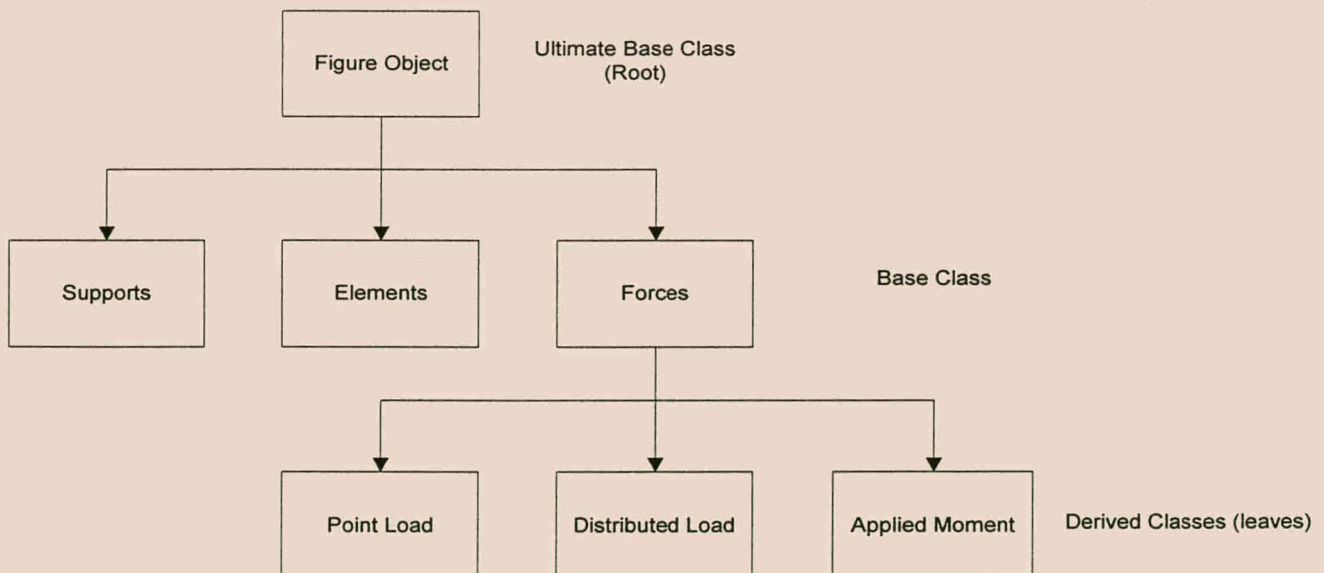 Figure Object
Ultimate Base Class
(Root)
Supports
Elements
Forces
Base Class
Point Load
Distributed Load
Applied Moment
Derived Classes (leaves)